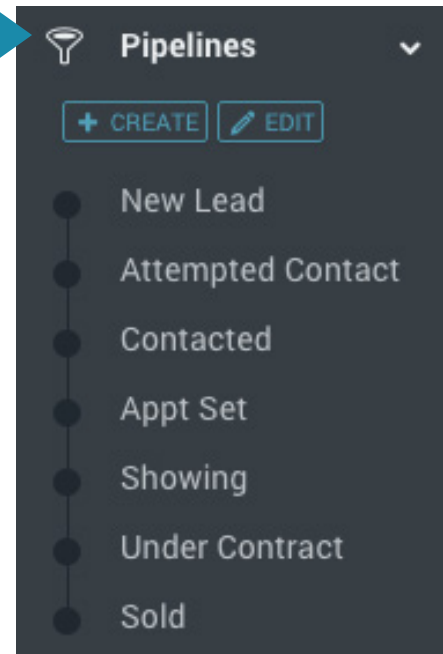 Pipelines
CREATE EDIT
New Lead
Attempted Contact
Contacted
Appt Set
Showing
Under Contract
Sold